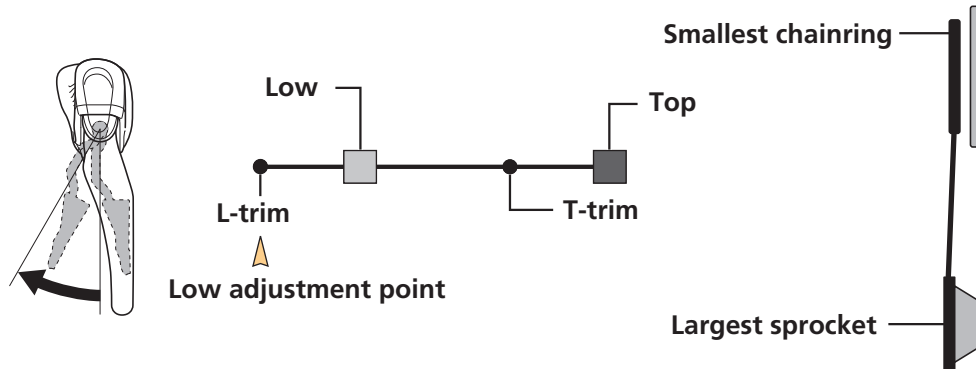 Smallest chainring
Low
Top
L-trim
T-trim
Low adjustment point
Largest sprocket